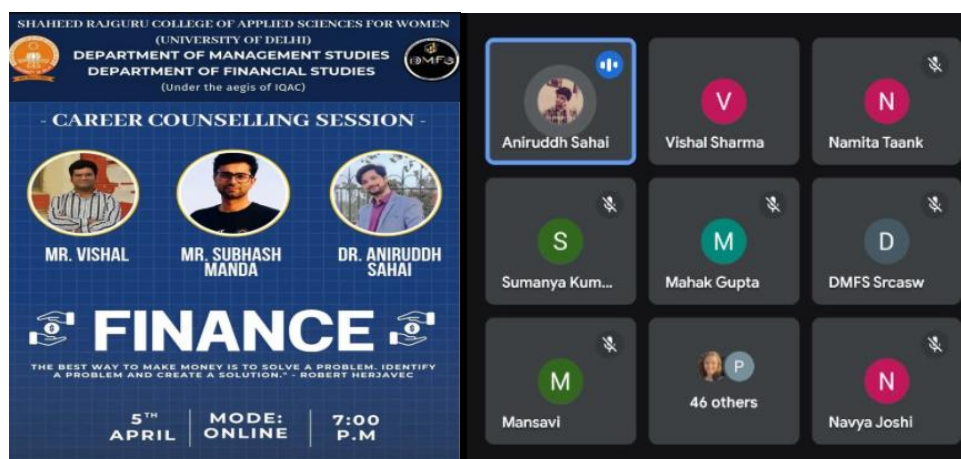 SHAHEED RAJGURU COLLEGE OF APPLIED SCIENCES FOR WOMEN
(UNIVERSITY OF DELHI)
DEPARTMENT OF MANAGEMENT STUDIES
DEPARTMENT OF FINANCIAL STUDIES
(Under the aegis of IQAC)
DMFS
- CAREER COUNSELLING SESSION -
MR. VISHAL
MR. SUBHASH
MANDA
DR. ANIRUDDH
SAHAI
FINANCE
THE BEST WAY TO MAKE MONEY IS TO SOLVE A PROBLEM. IDENTIFY
A PROBLEM AND CREATE A SOLUTION." - ROBERT HERJAVEC
5TH
APRIL
MODE:
ONLINE
7:00
P.M
Aniruddh Sahai
V
Vishal Sharma
N
Namita Taank
S
Sumanya Kum...
M
Mahak Gupta
D
DMFS Srcasw
M
Mansavi
P
46 others
N
Navya Joshi